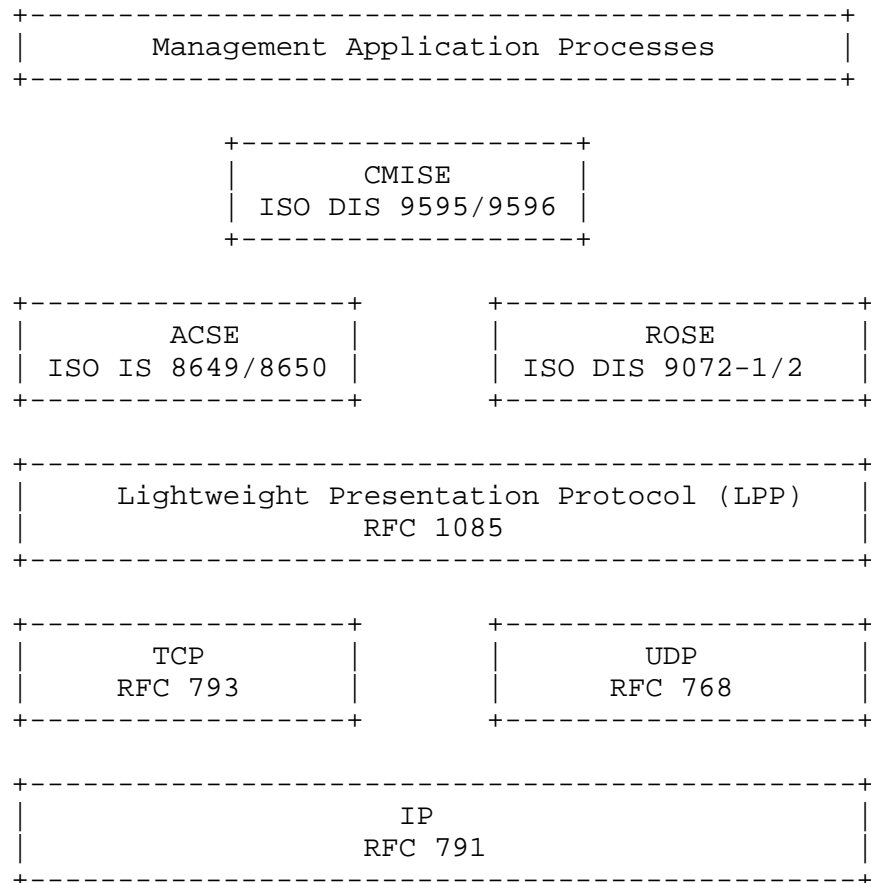 Management Application Processes
CMISE
ISO DIS 9595/9596
ACSE
ISO IS 8649/8650
ROSE
ISO DIS 9072-1/2
Lightweight Presentation Protocol (LPP)
RFC 1085
TCP
RFC 793
UDP
RFC 768
IP
RFC 791